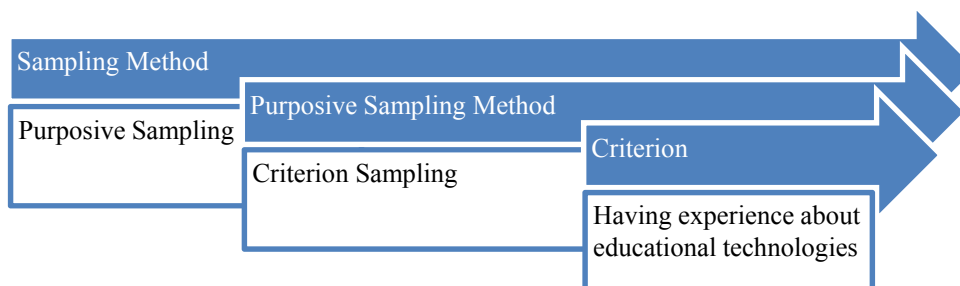 Sampling Method
Purposive Sampling
Purposive Sampling Method
Criterion Sampling
Criterion
Having experience about
educational technologies